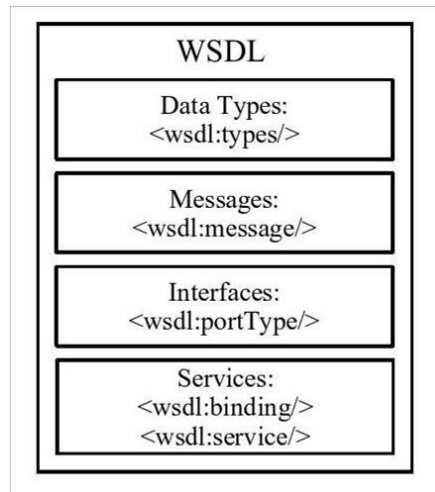 WSDL
Data Types:
<wsdl:types/>
Messages:
<wsdl:message/>
Interfaces:
<wsdl:portType/>
Services:
<wsdl:binding/>
<wsdl:service/>